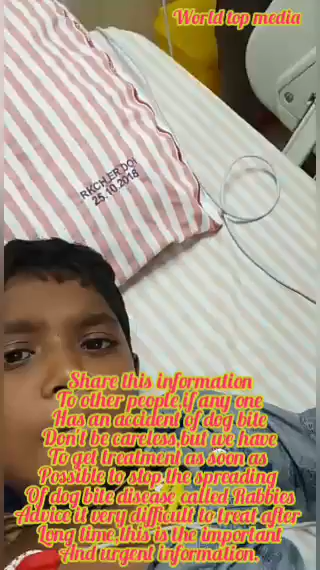 World top media
RKCH ER DOI
25.10.2018
Share this information
To other people,if any one
Has an accident of dog bite
Don't be careless,but we have
To get treatment as soon as
Possible to stop the spreading
Of dog bite disease called Rabbies
Advice it very difficult to treat after
Long time,this is the important
And urgent information.